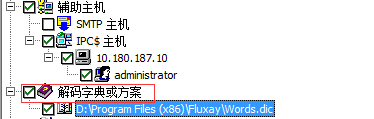 辅助主机
SMTP 主机
IPC$ 主机
10.180.187.10
administrator
解码字典或方案
D:\Program Files (x86)\Fluxay\Words.dic